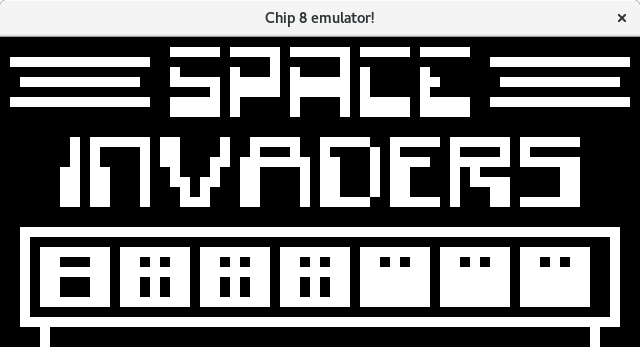 Chip 8 emulator!
SPACE
INVADERS